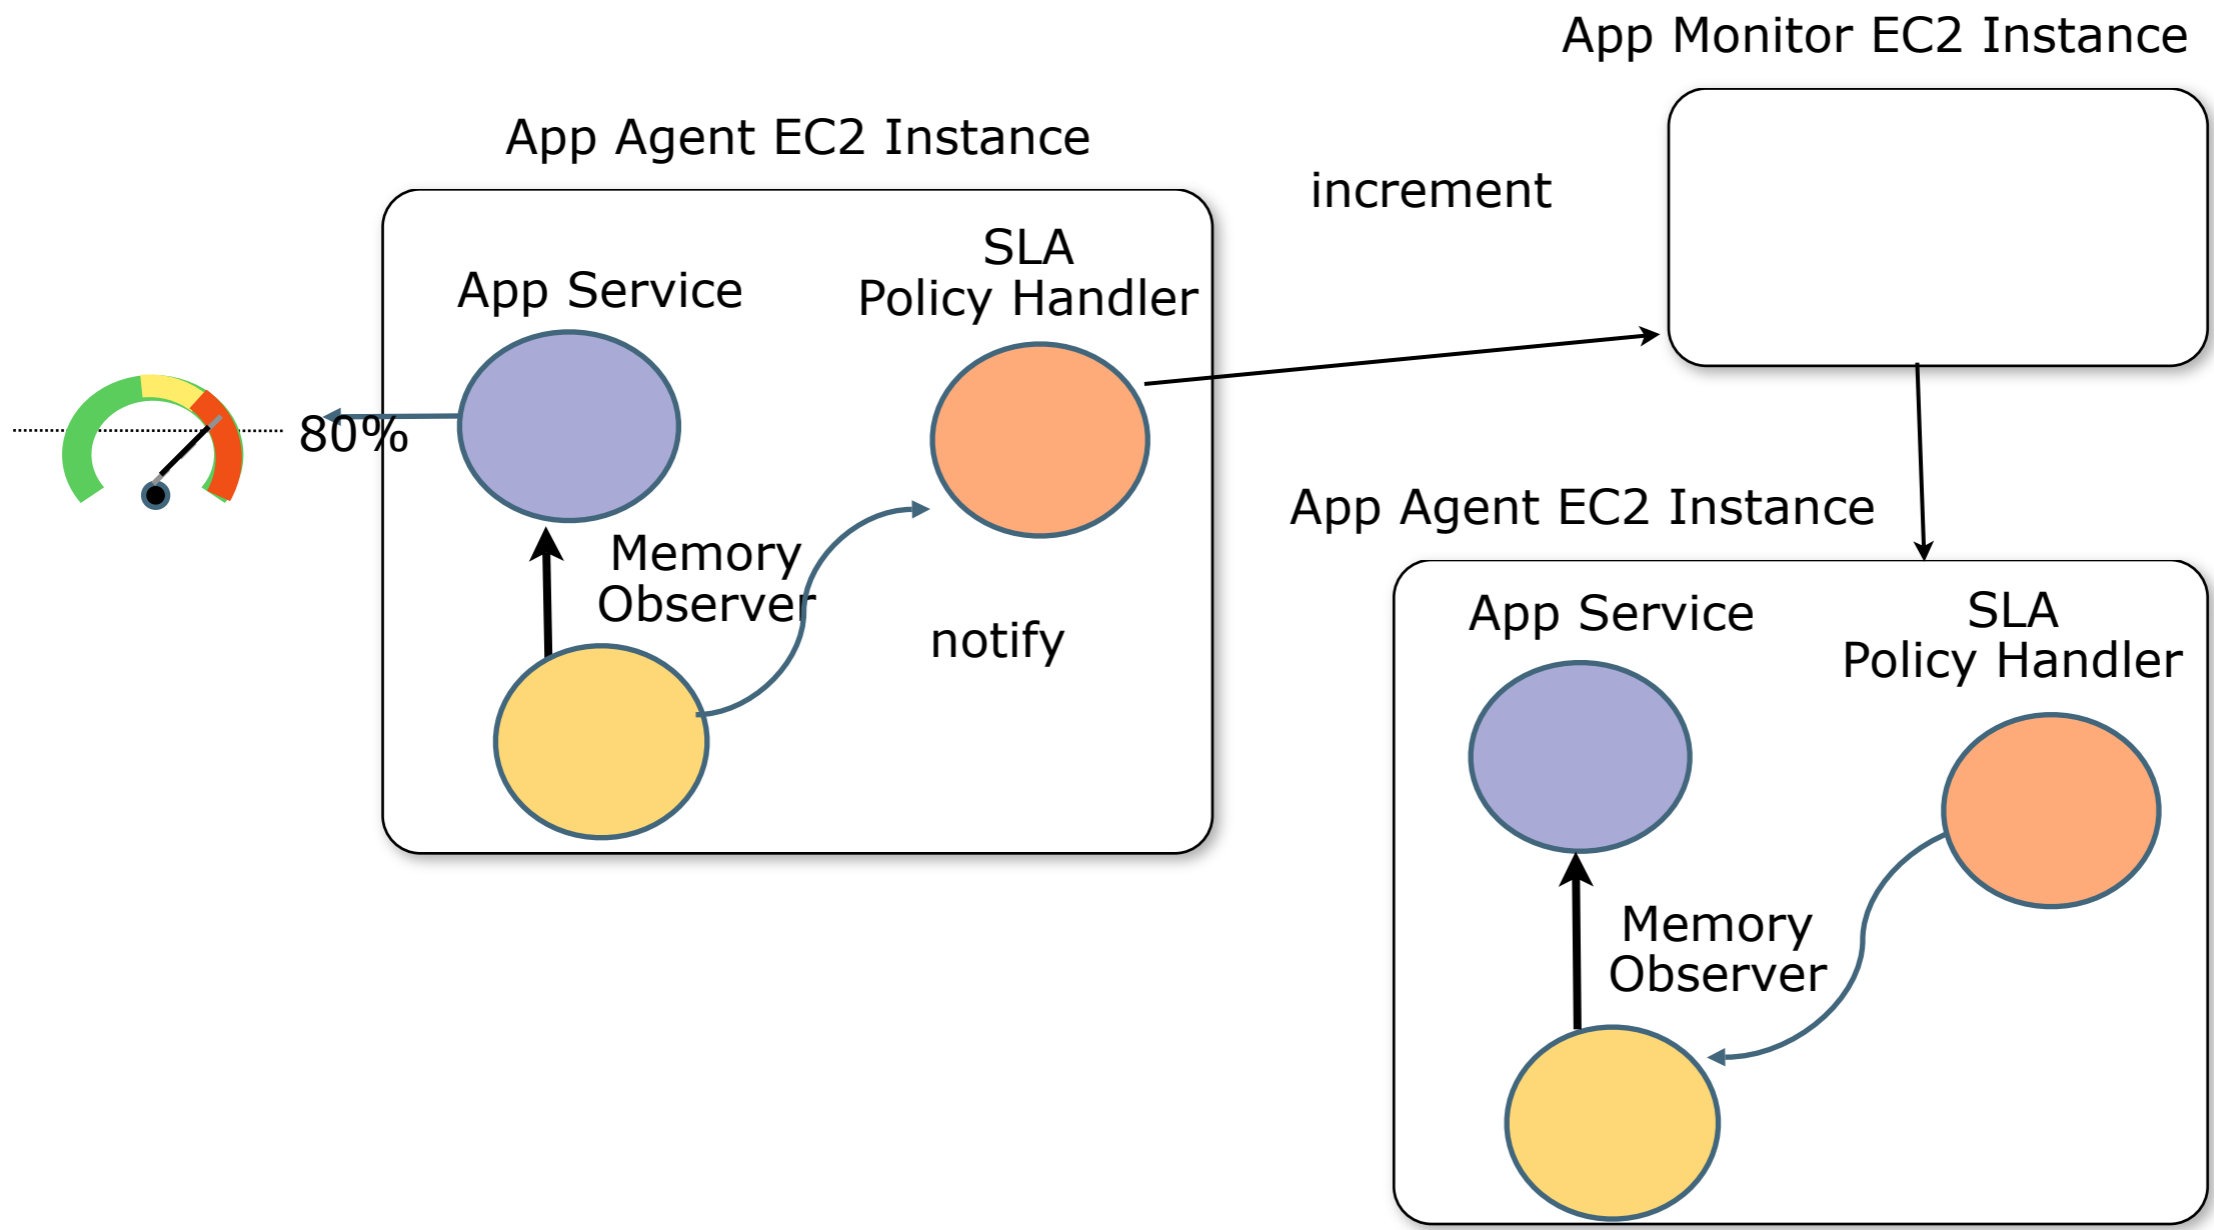 App Monitor EC2 Instance
App Agent EC2 Instance
increment
SLA
Policy Handler
App Service
80%
Memory
Observer
notify
App Agent EC2 Instance
App Service
SLA
Policy Handler
Memory
Observer